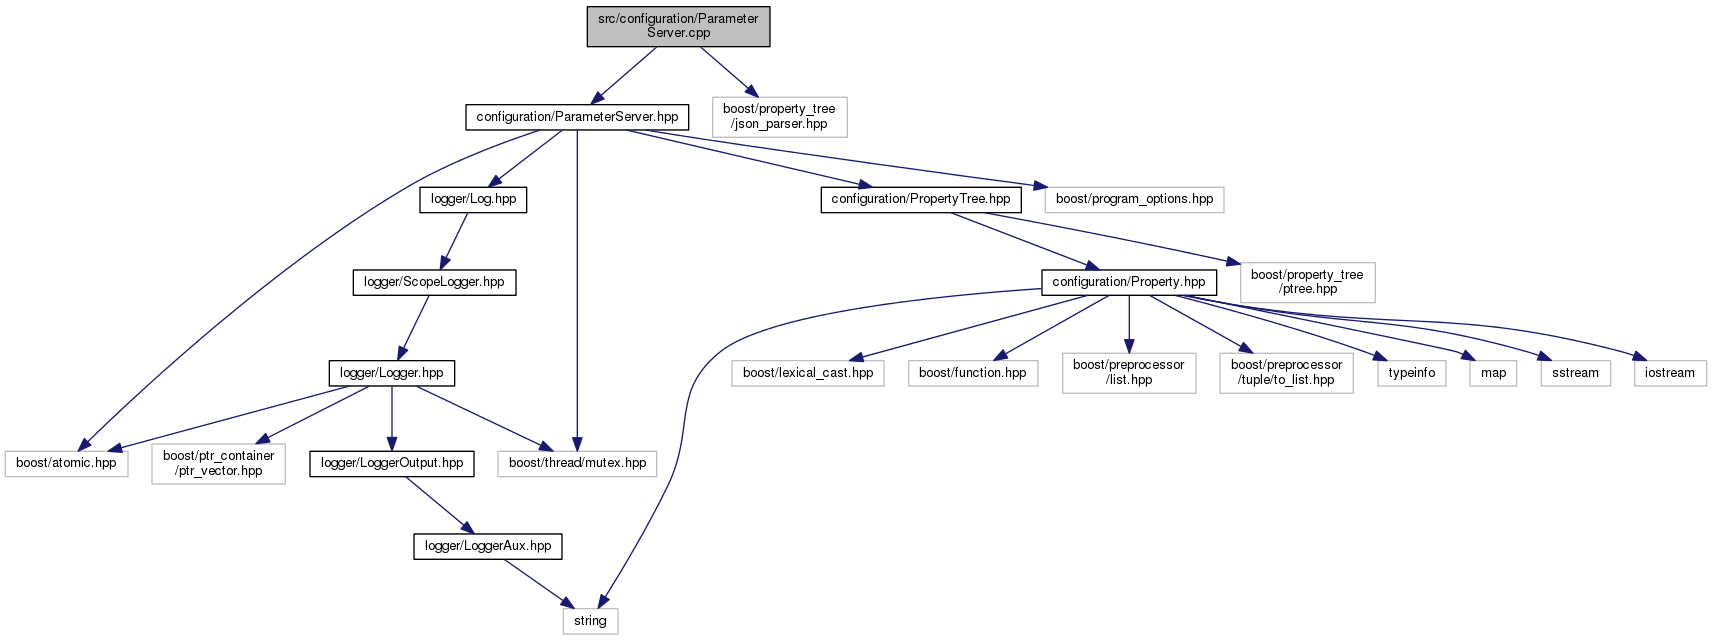 src/configuration/Parameter
Server.cpp
configuration/ParameterServer.hpp
boost/property_tree
/json_parser.hpp
logger/Log.hpp
configuration/PropertyTree.hpp
boost/program_options.hpp
logger/ScopeLogger.hpp
configuration/Property.hpp
boost/property_tree
/ptree.hpp
logger/Logger.hpp
boost/lexical_cast.hpp
boost/function.hpp
boost/preprocessor
/list.hpp
boost/preprocessor
/tuple/to_list.hpp
typeinfo
map
sstream
iostream
boost/atomic.hpp
boost/ptr_container
/ptr_vector.hpp
logger/LoggerOutput.hpp
boost/thread/mutex.hpp
logger/LoggerAux.hpp
string